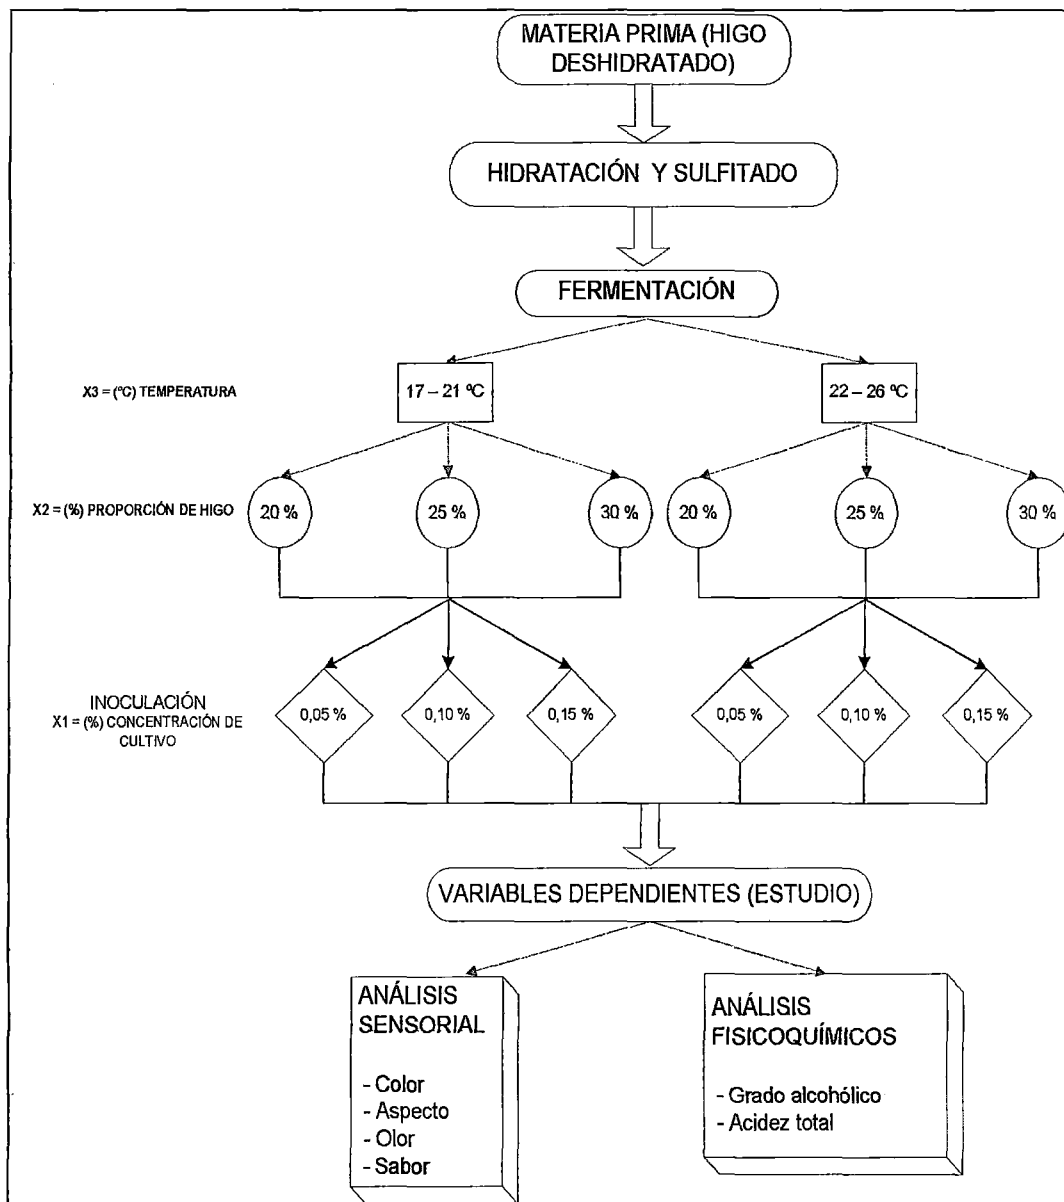 MATERIA PRIMA (HIGO
DESHIDRATADO)
HIDRATACIÓN Y SULFITADO
FERMENTACIÓN
X3 = (ºC) TEMPERATURA
17 – 21 ºC
22 – 26 ºC
X2 = (%) PROPORCIÓN DE HIGO
20 %
25 %
30 %
20 %
25 %
30 %
INOCULACIÓN
X1 = (%) CONCENTRACIÓN DE
CULTIVO
0,05 %
0,10 %
0,15 %
0,05 %
0,10 %
0,15 %
VARIABLES DEPENDIENTES (ESTUDIO)
ANÁLISIS
SENSORIAL
- Color
- Aspecto
- Olor
- Sabor
ANÁLISIS
FISICOQUÍMICOS
- Grado alcohólico
- Acidez total